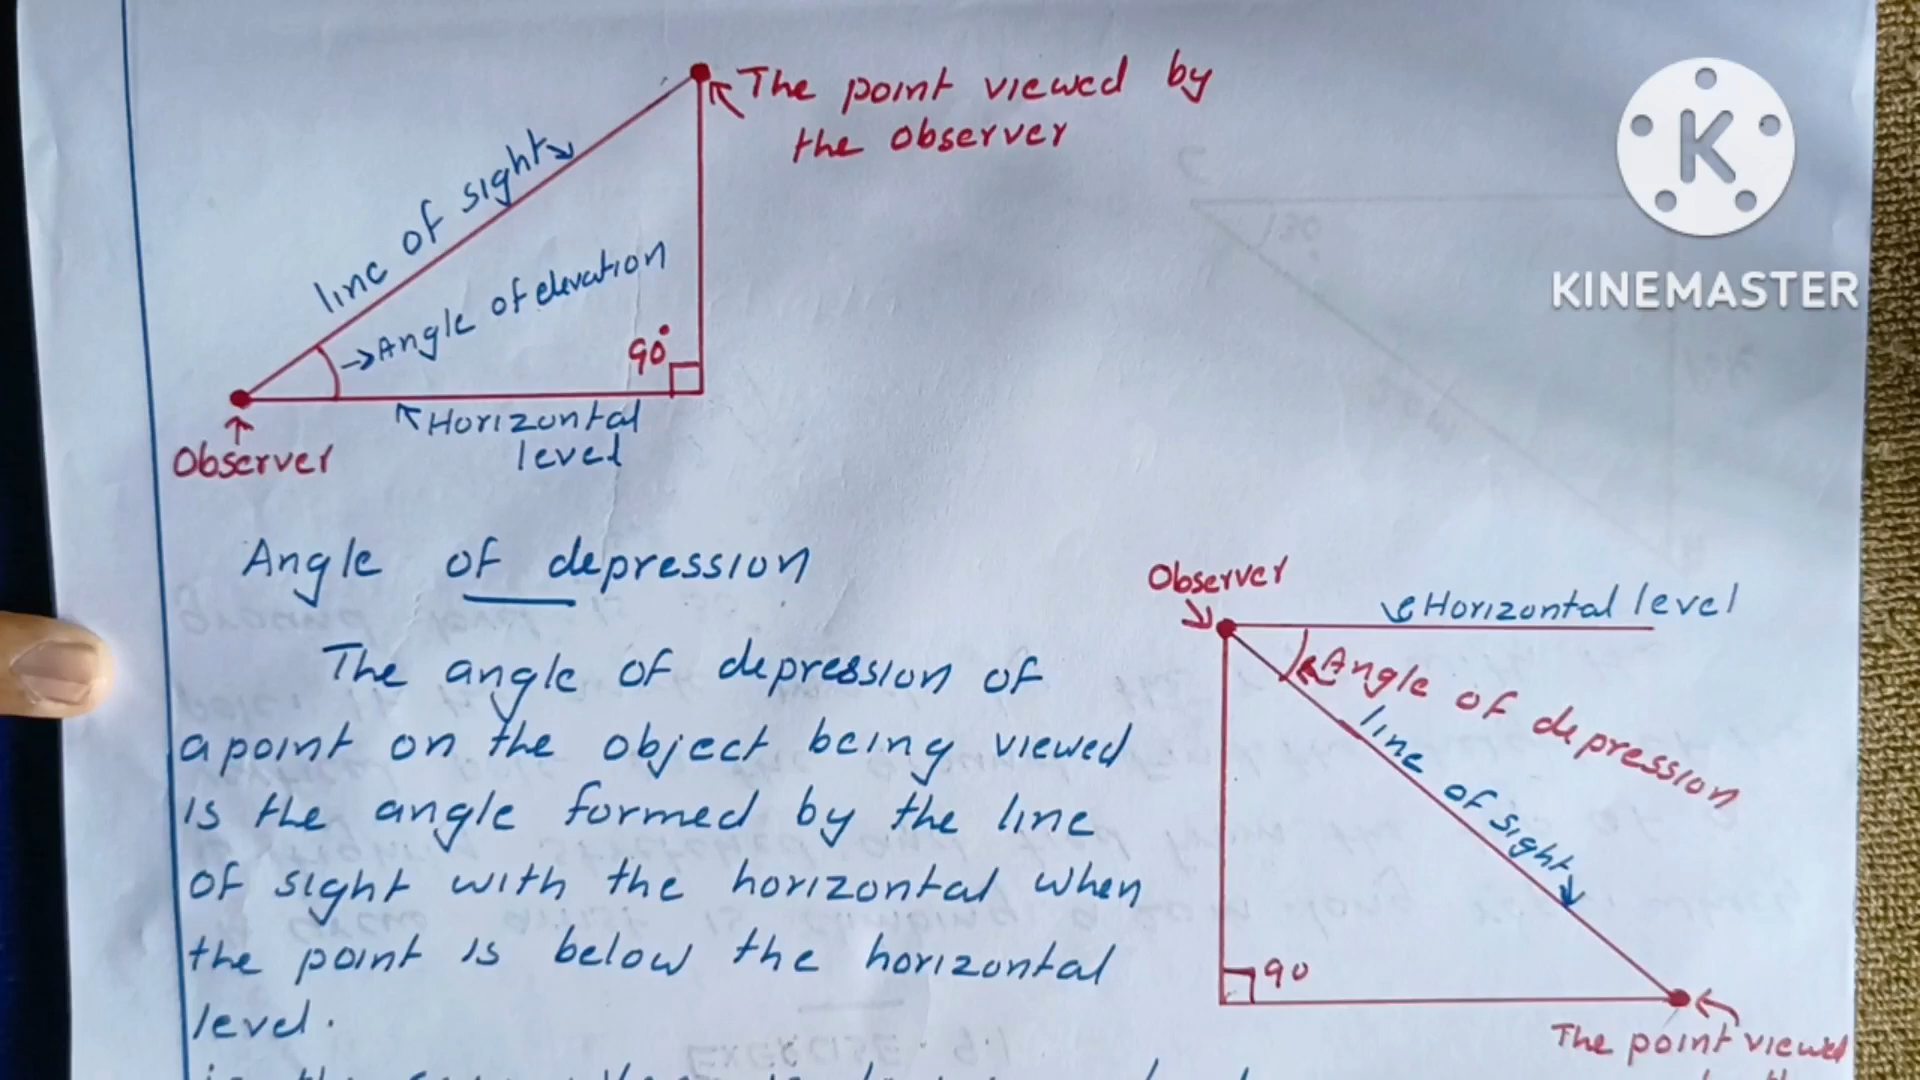 The point viewed by
the observer
line of sight
Angle of elevation
90°
Horizontal
level
Observer
K
KINEMASTER
Angle of depression
The angle of depression of
a point on the object being viewed
is the angle formed by the line
of sight with the horizontal when
the point is below the horizontal
level.
Observer
Horizontal level
Angle of depression
line of sight
90
The point viewed